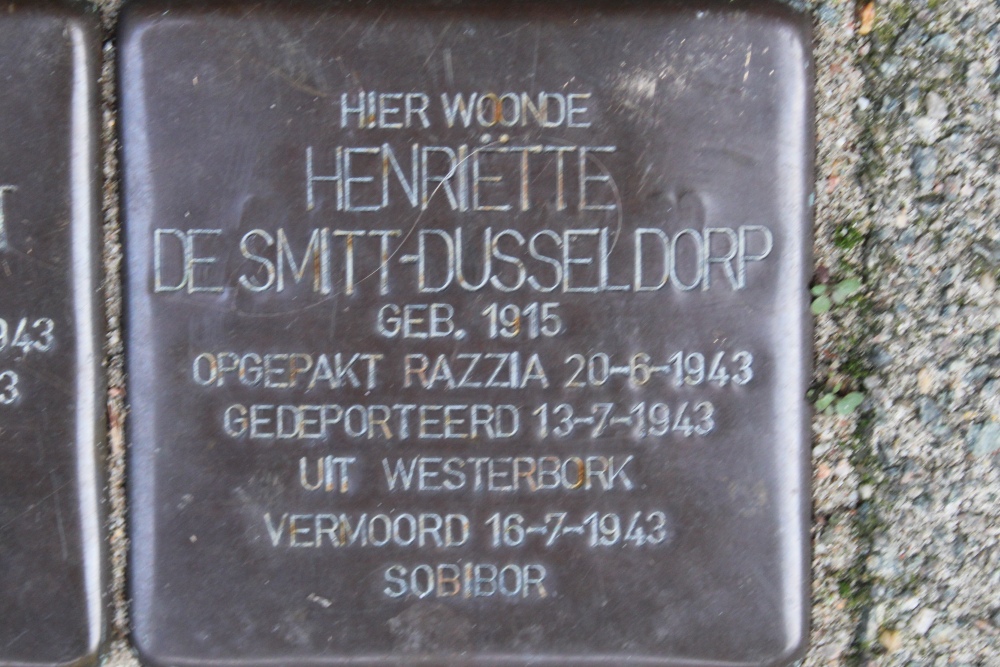 HIER WOONDE
HENRIËTTE
DE SMITT-DUSSELDORP
GEB. 1915
OPGEPAKT RAZZIA 20-6-1943
GEDEPORTEERD 13-7-1943
UIT WESTERBORK
VERMOORD 16-7-1943
SOBIBOR